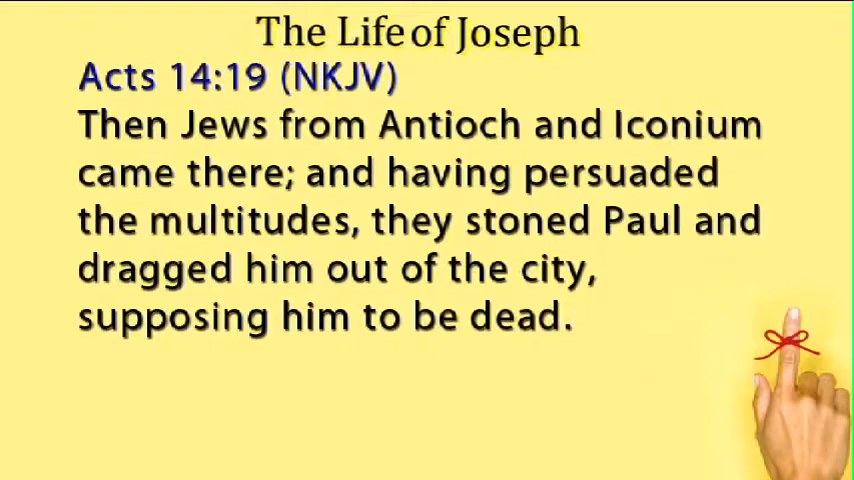 The Life of Joseph
Acts 14:19 (NKJV)
Then Jews from Antioch and Iconium
came there; and having persuaded
the multitudes, they stoned Paul and
dragged him out of the city,
supposing him to be dead.